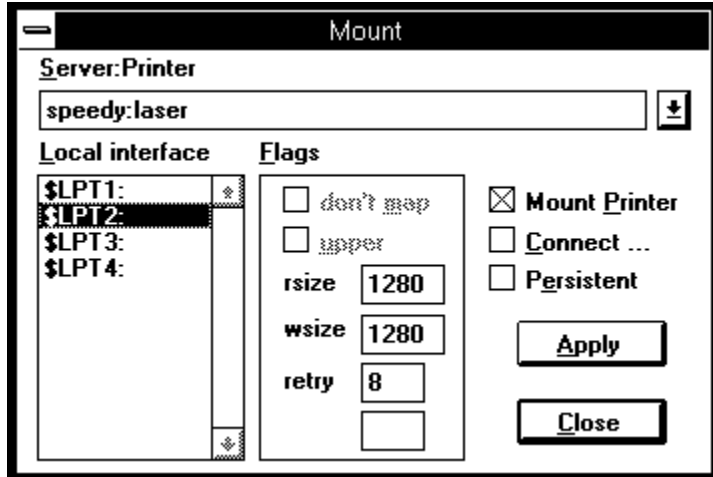 Mount
Server:Printer
speedy:laser
Local interface
Flags
$LPT1:
$LPT2:
$LPT3:
$LPT4:
don't map
upper
rsize 1280
wsize 1280
retry 8
Mount Printer
Connect ...
Persistent
Apply
Close